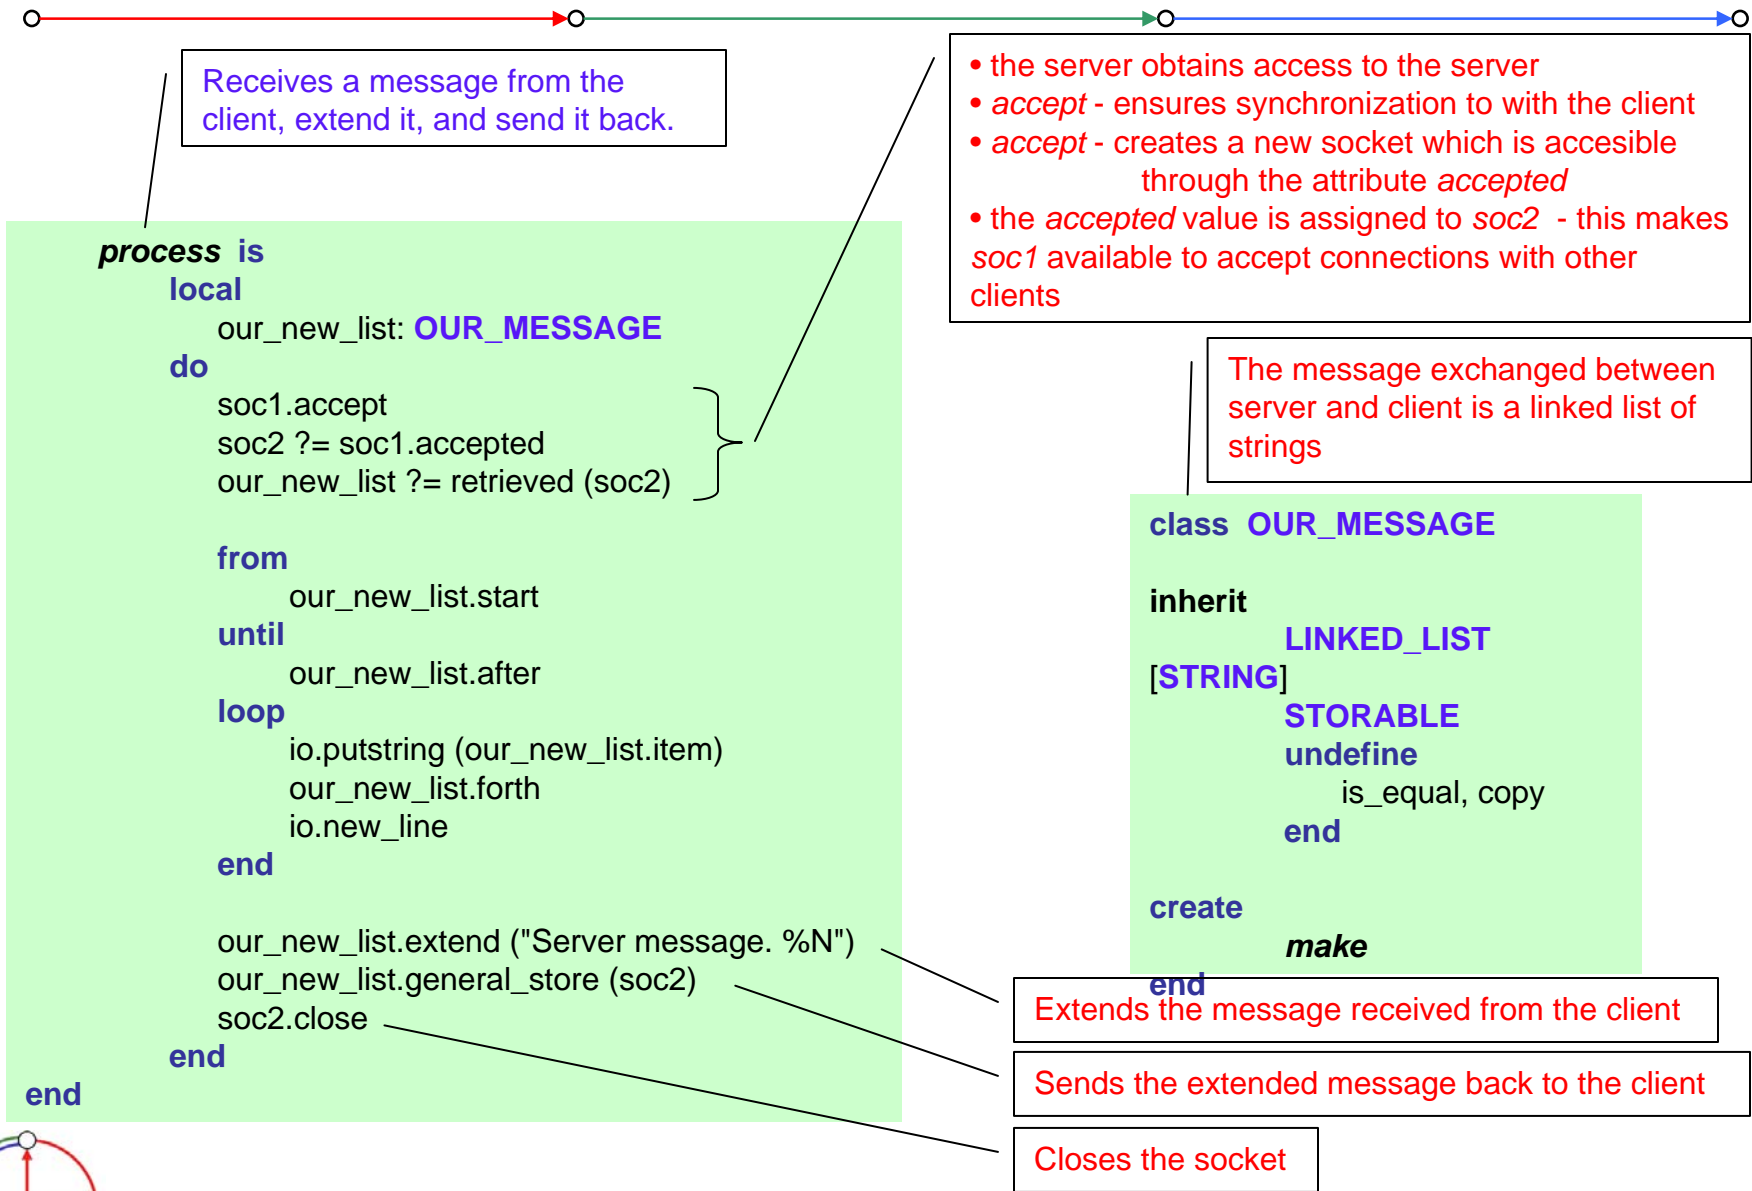 Receives a message from the
client, extend it, and send it back.
• the server obtains access to the server
• accept - ensures synchronization to with the client
• accept - creates a new socket which is accesible
through the attribute accepted
• the accepted value is assigned to soc2 - this makes
soc1 available to accept connections with other
clients
process is
local
our_new_list: OUR_MESSAGE
do
soc1.accept
soc2 ?= soc1.accepted
our_new_list ?= retrieved (soc2)
from
our_new_list.start
until
our_new_list.after
loop
io.putstring (our_new_list.item)
our_new_list.forth
io.new_line
end
our_new_list.extend ("Server message. %N")
our_new_list.general_store (soc2)
soc2.close
end
end
The message exchanged between
server and client is a linked list of
strings
class OUR_MESSAGE
inherit
LINKED_LIST
[STRING]
STORABLE
undefine
is_equal, copy
end
create
make
end
Extends the message received from the client
Sends the extended message back to the client
Closes the socket